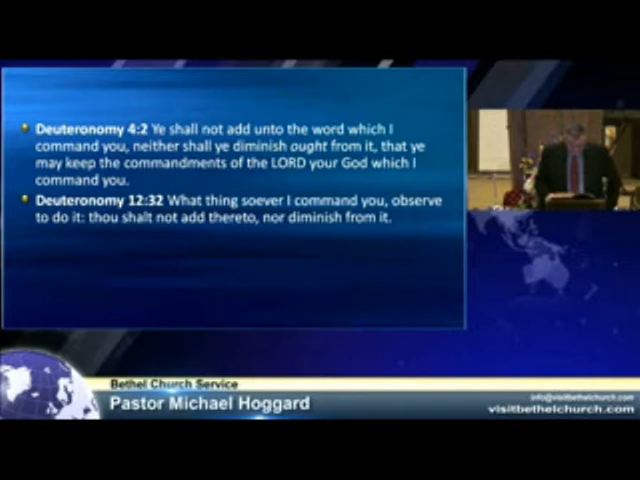 Deuteronomy 4:2 Ye shall not add unto the word which I
command you, neither shall ye diminish ought from it, that ye
may keep the commandments of the LORD your God which I
command you.
Deuteronomy 12:32 What thing soever I command you, observe
to do it: thou shalt not add thereto, nor diminish from it.
Bethel Church Service
Pastor Michael Hoggard
info@visitbethelchurch.com
visitbethelchurch.com